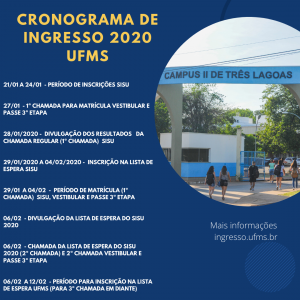 CRONOGRAMA DE
INGRESSO 2020
UFMS
21/01 A 24/01 - PERÍODO DE INSCRIÇÕES SISU
27/01 - 1ª CHAMADA PARA MATRÍCULA VESTIBULAR E
PASSE 3ª ETAPA
28/01/2020 - DIVULGAÇÃO DOS RESULTADOS DA
CHAMADA REGULAR (1ª CHAMADA) SISU
29/01/2020 A 04/02/2020 - INSCRIÇÃO NA LISTA DE
ESPERA SISU
29/01 A 04/02 - PERÍODO DE MATRÍCULA (1ª
CHAMADA) SISU, VESTIBULAR E PASSE 3ª ETAPA
06/02 - DIVULGAÇÃO DA LISTA DE ESPERA DO SISU
2020
06/02 - CHAMADA DA LISTA DE ESPERA DO SISU
2020 (2ª CHAMADA) E 2ª CHAMADA VESTIBULAR E
PASSE 3ª ETAPA
06/02 A 12/02 - PERÍODO PARA INSCRIÇÃO NA LISTA
DE ESPERA UFMS (PARA 3ª CHAMADA EM DIANTE)
CAMPUS II DE TRÊS LAGOAS
Mais informações
ingresso.ufms.br